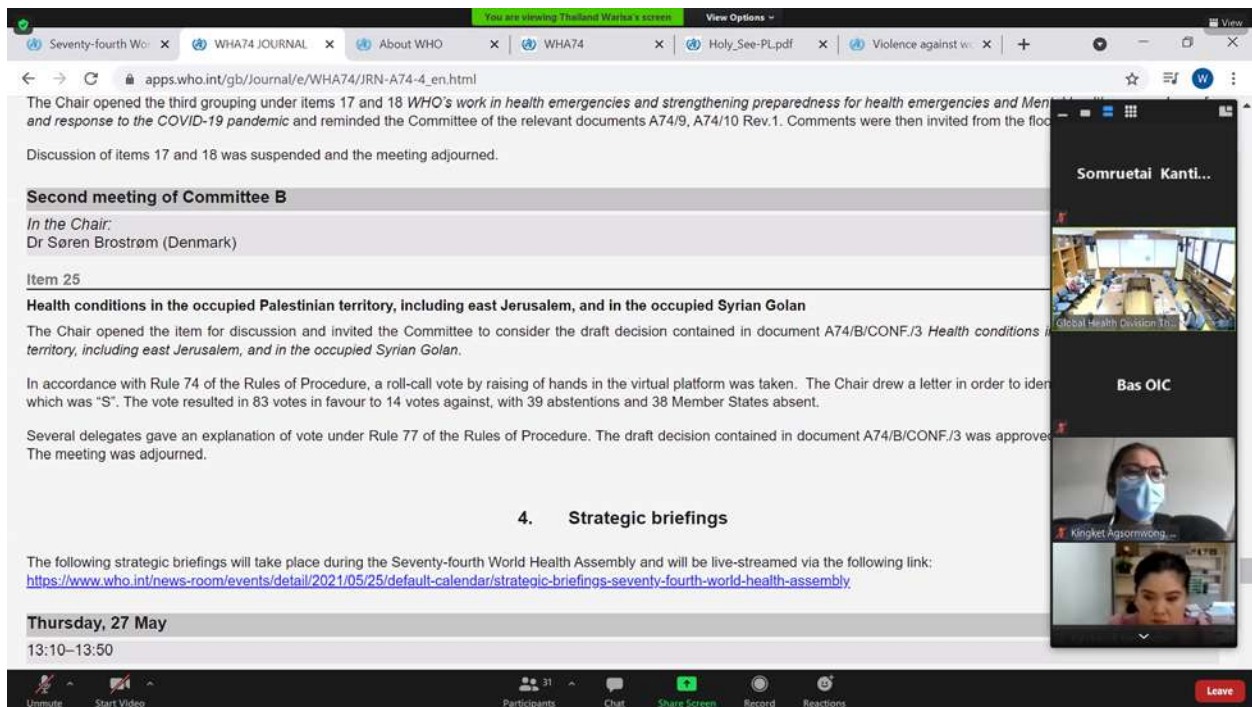 You are viewing Thailand Warisa's screen
View Options
View
Seventy-fourth Wo
WHA74 JOURNAL
About WHO
WHA74
Holy_See-PL.pdf
Violence against w
apps.who.int/gb/Journal/e/WHA74/JRN-A74-4_en.html
W
The Chair opened the third grouping under items 17 and 18 WHO's work in health emergencies and strengthening preparedness for health emergencies and
and response to the COVID-19 pandemic and reminded the Committee of the relevant documents A74/9, A74/10 Rev.1. Comments were then invited from the
Discussion of items 17 and 18 was suspended and the meeting adjourned.
Second meeting of Committee B
In the Chair:
Dr Søren Brostrøm (Denmark)
Item 25
Health conditions in the occupied Palestinian territory, including east Jerusalem, and in the occupied Syrian Golan
The Chair opened the item for discussion and invited the Committee to consider the draft decision contained in document A74/B/CONF./3 Health conditions
territory, including east Jerusalem, and in the occupied Syrian Golan.
In accordance with Rule 74 of the Rules of Procedure, a roll-call vote by raising of hands in the virtual platform was taken. The Chair drew a letter in order to iden
which was "S". The vote resulted in 83 votes in favour to 14 votes against, with 39 abstentions and 38 Member States absent.
Several delegates gave an explanation of vote under Rule 77 of the Rules of Procedure. The draft decision contained in document A74/B/CONF./3 was approve
The meeting was adjourned.
4. Strategic briefings
The following strategic briefings will take place during the Seventy-fourth World Health Assembly and will be live-streamed via the following link:
https://www.who.int/news-room/events/detail/2021/05/25/default-calendar/strategic-briefings-seventy-fourth-world-health-assembly
Thursday, 27 May
13:10–13:50
Somruetai Kanti...
Global Health Division Th...
Bas OIC
Kingket Agsornwong, ...
Unmute
Start Video
31
Participants
Chat
Share Screen
Record
Reactions
Leave